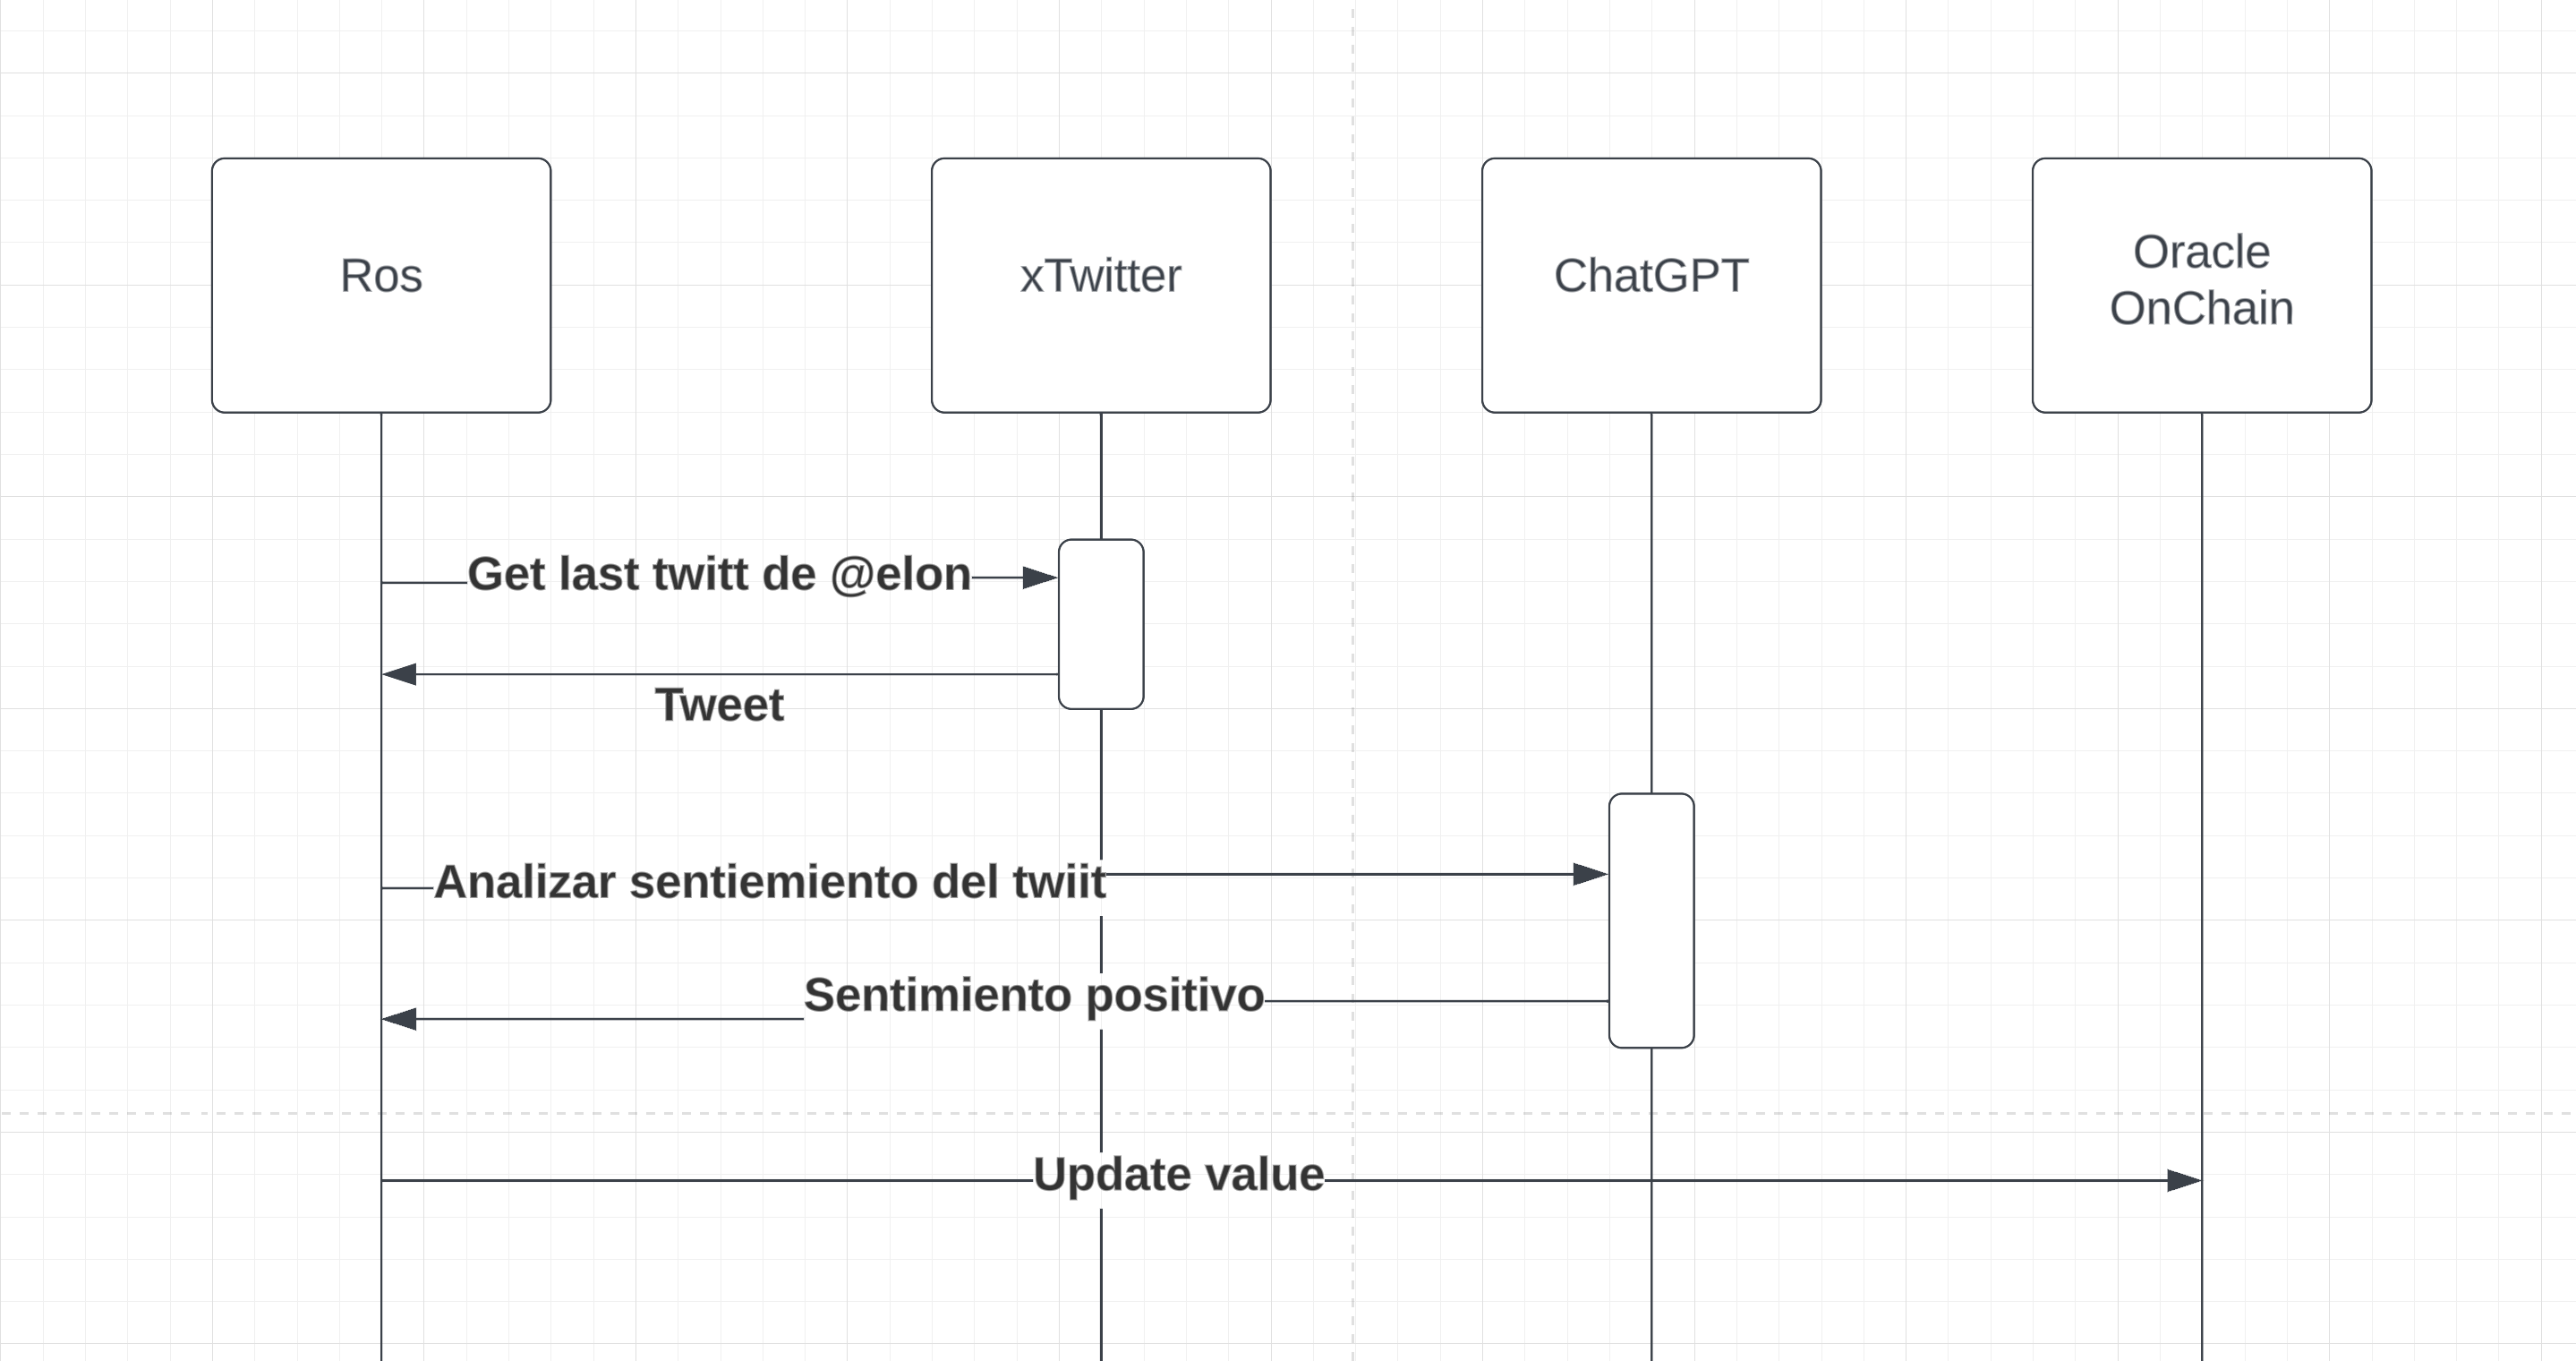 Ros
xTwitter
ChatGPT
Oracle
OnChain
Get last twitt de @elon
Tweet
Analizar sentiemiento del twiit
Sentimiento positivo
Update value